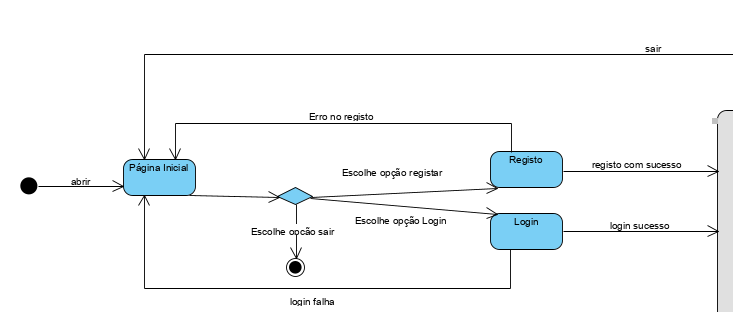 sair
Erro no registo
Registo
Página Inicial
registo com sucesso
Escolhe opção registar
abrir
Login
Escolhe opção Login
login sucesso
Escolhe opcão sair
login falha